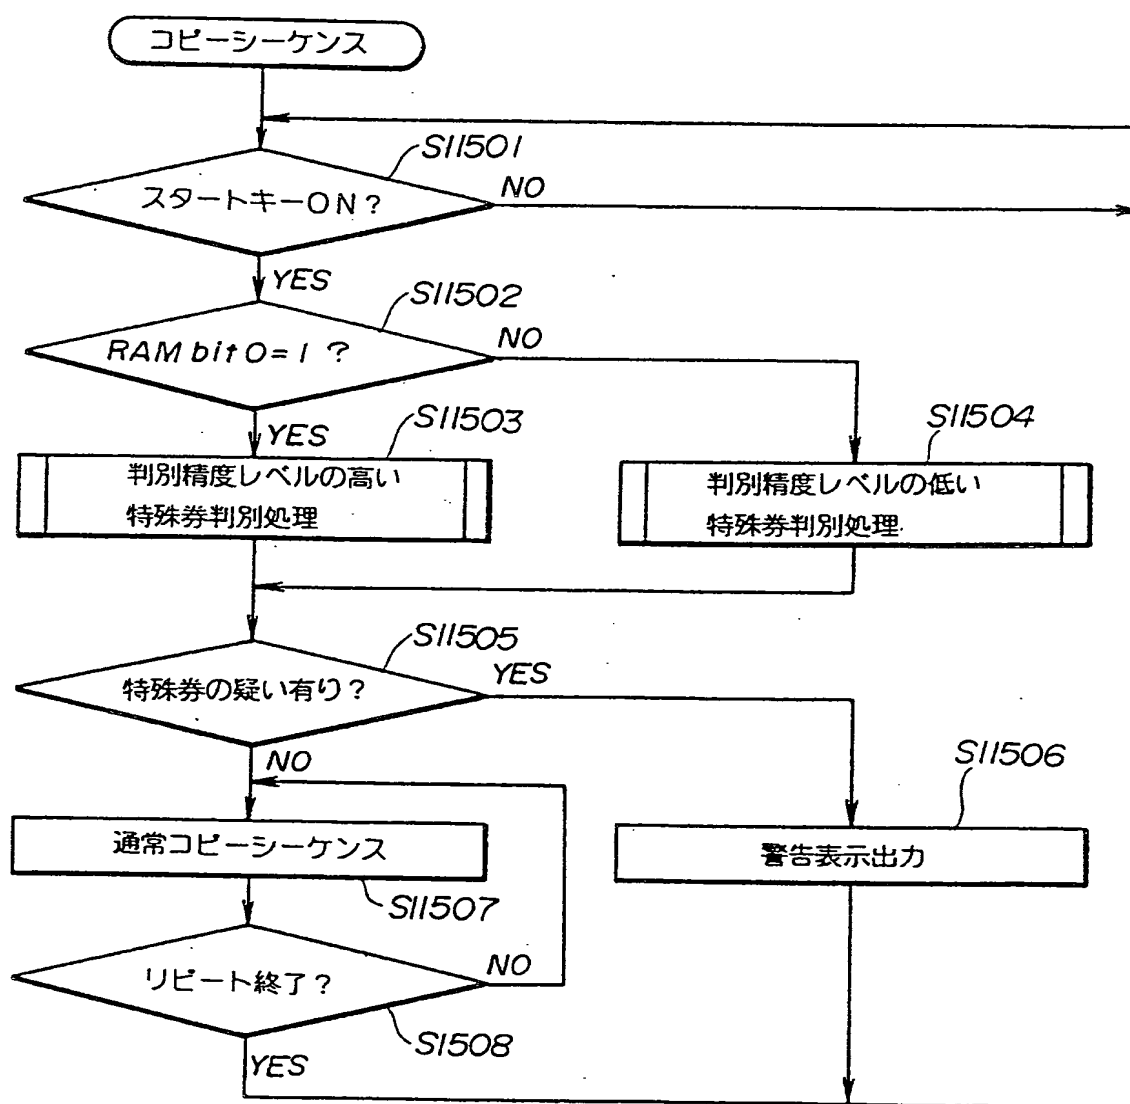 コピーシーケンス
S11501
スタートキーON?
NO
YES
S11502
RAM bit0=1 ?
NO
YES
S11503
判別精度レベルの高い
特殊券判別処理
S11504
判別精度レベルの低い
特殊券判別処理
S11505
特殊券の疑い有り?
YES
NO
S11506
通常コピーシーケンス
警告表示出力
S11507
リピート終了?
NO
S1508
YES